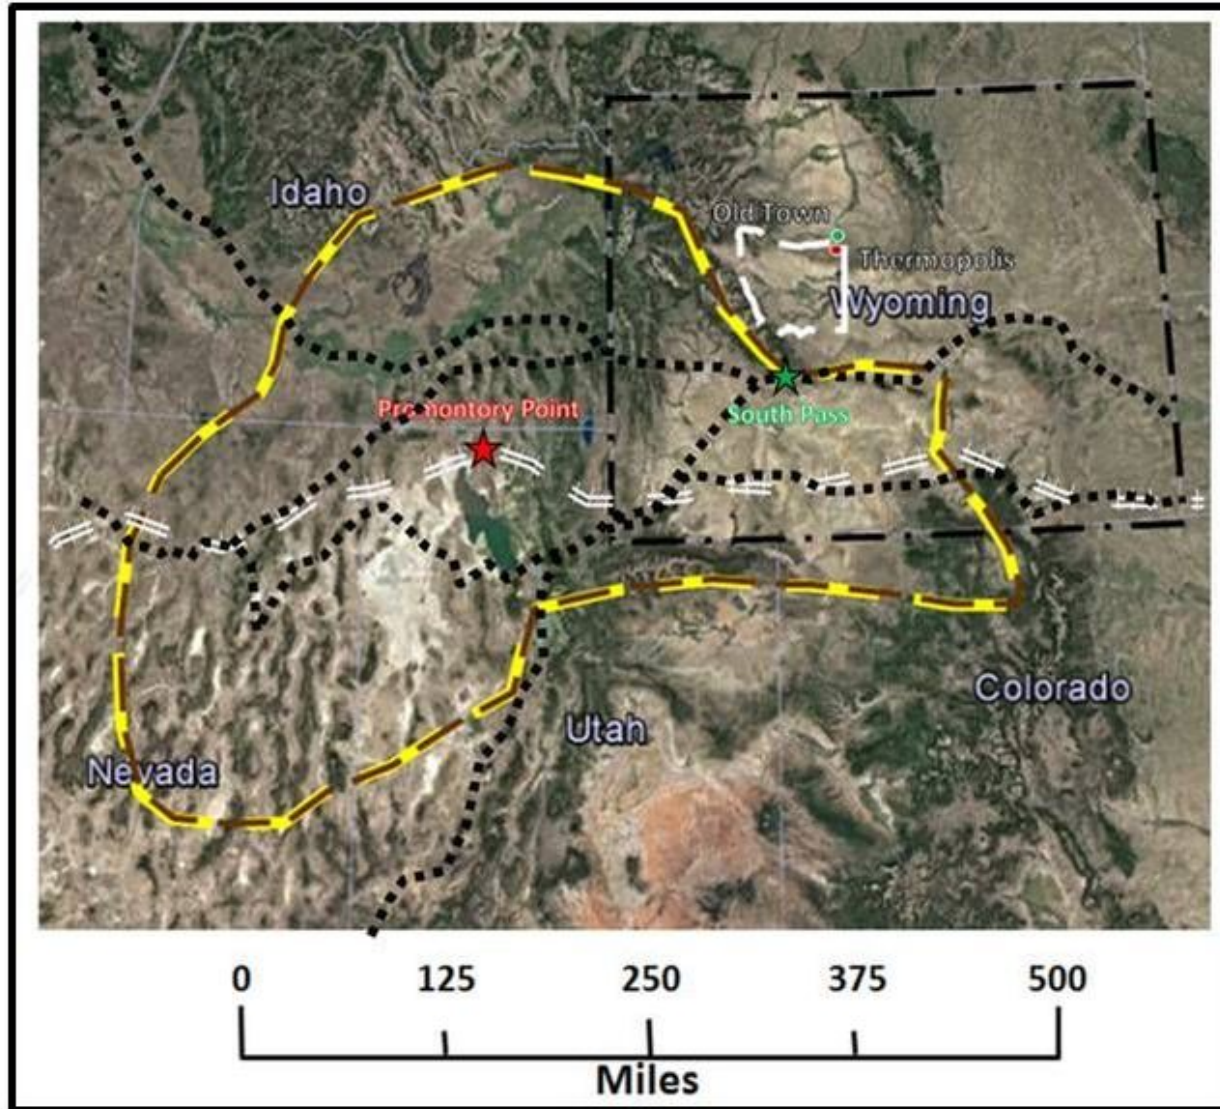 Idaho
Old Town
Thermopolis
Wyoming
Promontory Point
South Pass
Colorado
Utah
Nevada
0 125 250 375 500
Miles